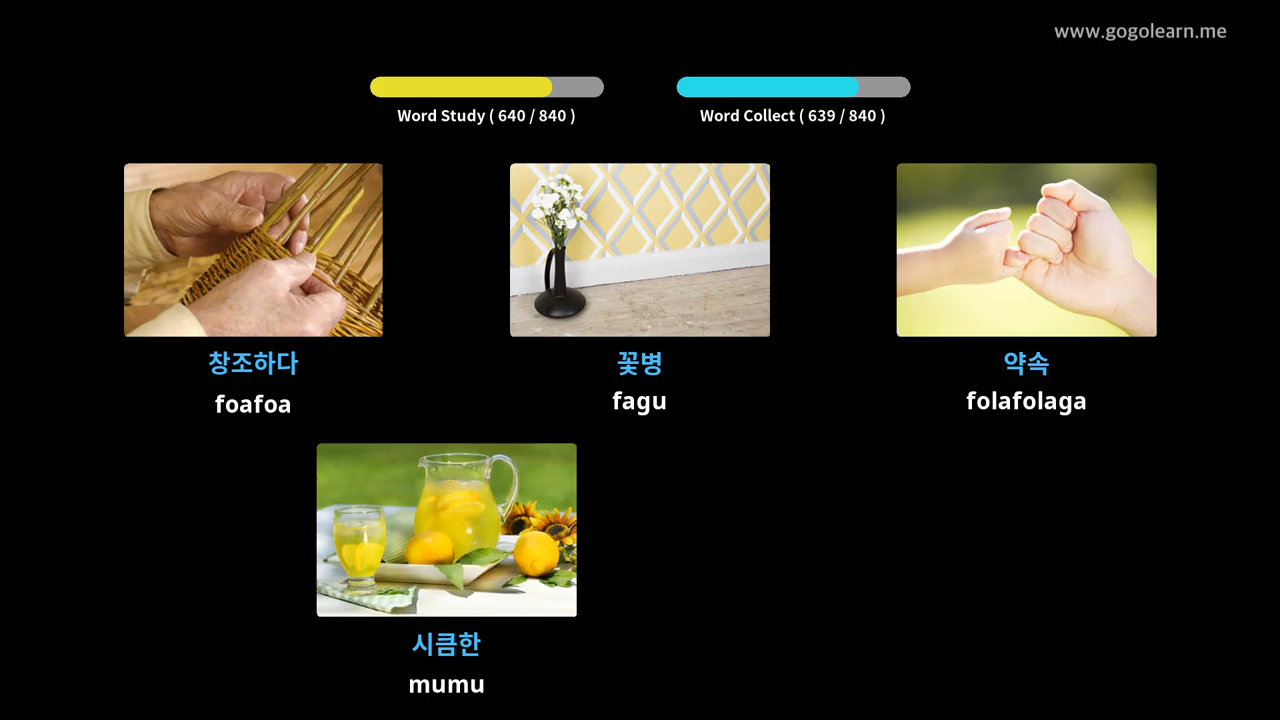 www.gogolearn.me
Word Study ( 640 / 840 )
Word Collect ( 639 / 840 )
창조하다
foafoa
꽃병
fagu
약속
folafolaga
시큼한
mumu